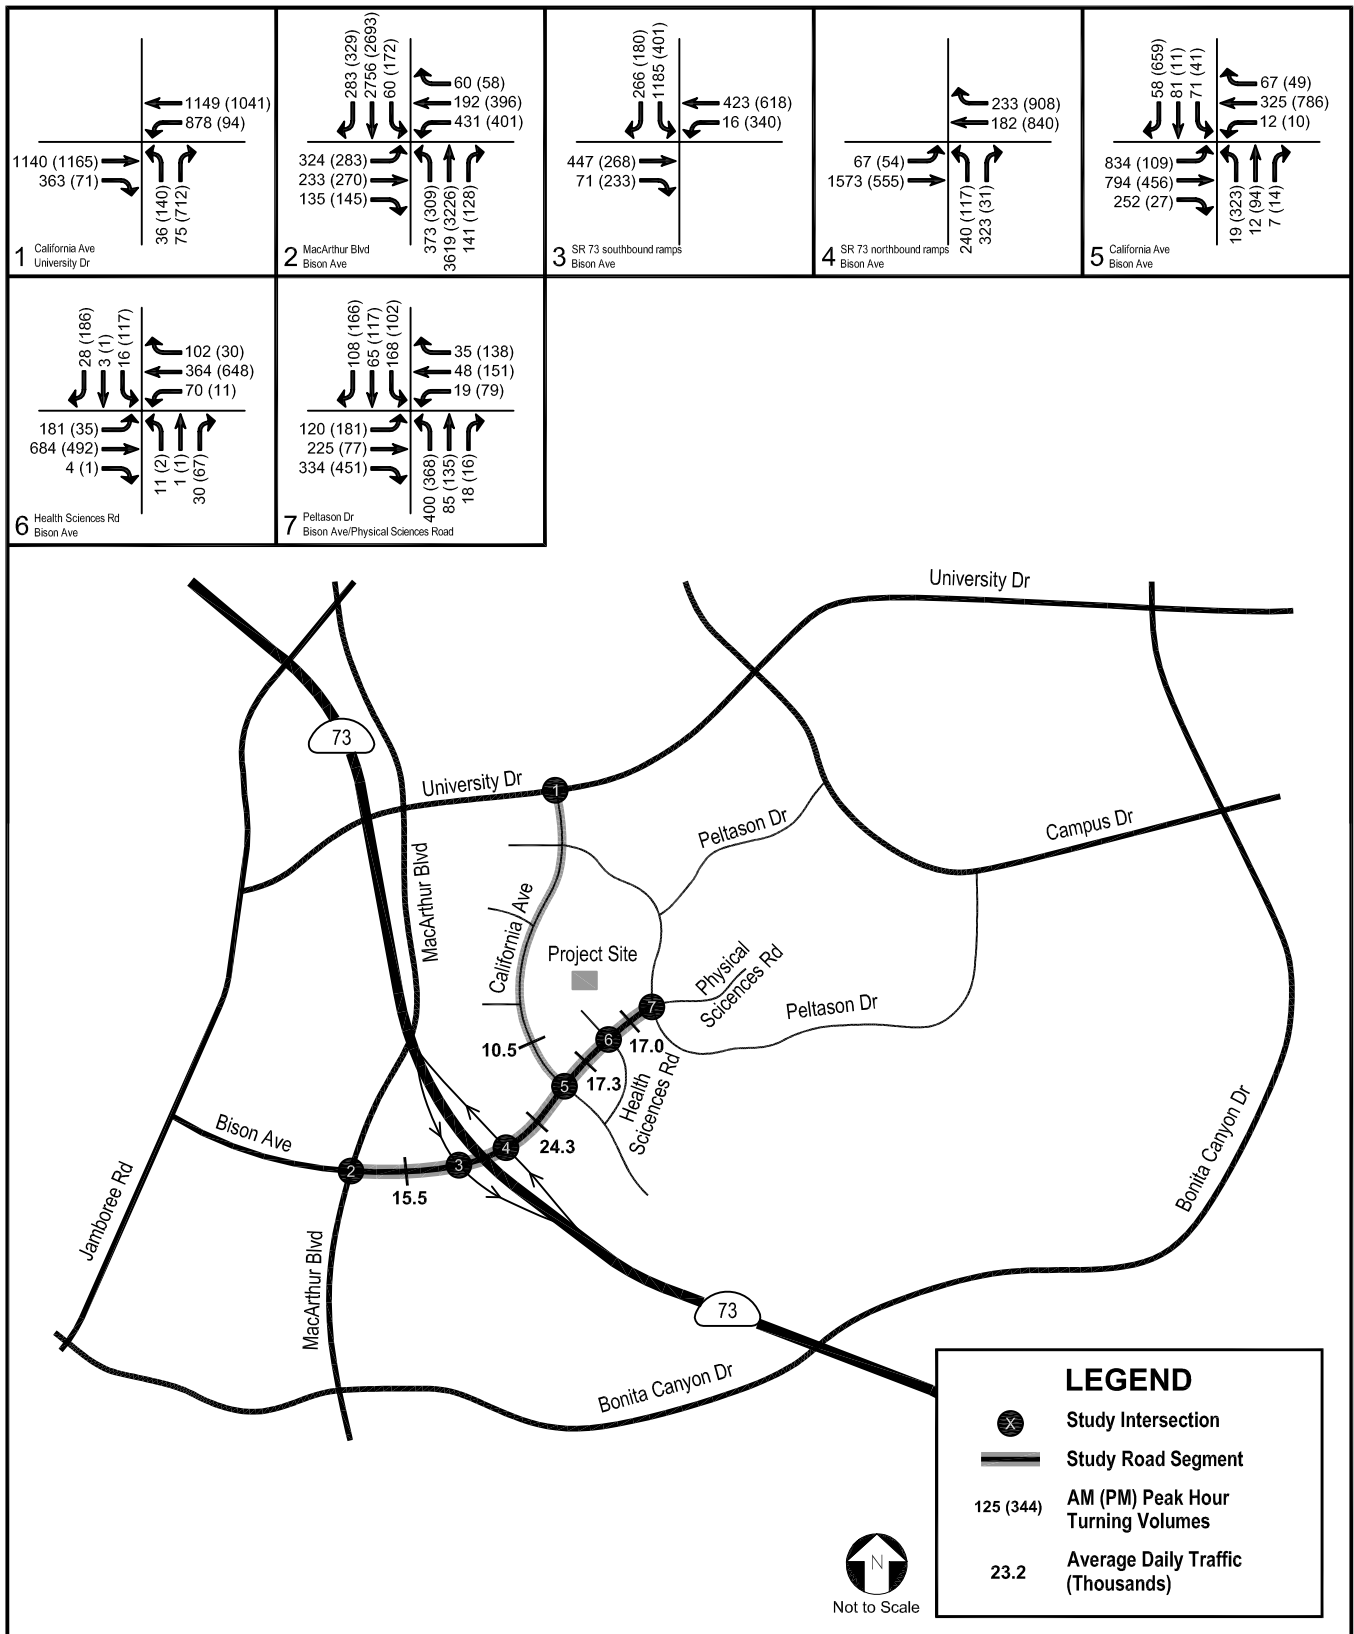 1149 (1041)
878 (94)
1140 (1165)
363 (71)
36 (140)
75 (712)
1
California Ave
University Dr
283 (329)
2756 (2693)
60 (172)
60 (58)
192 (396)
431 (401)
324 (283)
233 (270)
135 (145)
373 (309)
3619 (3226)
141 (128)
2
MacArthur Blvd
Bison Ave
266 (180)
1185 (401)
423 (618)
16 (340)
447 (268)
71 (233)
3
SR 73 southbound ramps
Bison Ave
233 (908)
182 (840)
67 (54)
1573 (555)
240 (117)
323 (31)
4
SR 73 northbound ramps
Bison Ave
58 (659)
81 (11)
71 (41)
67 (49)
325 (786)
12 (10)
834 (109)
794 (456)
252 (27)
19 (323)
12 (94)
7 (14)
5
California Ave
Bison Ave
28 (186)
3 (1)
16 (117)
102 (30)
364 (648)
70 (11)
181 (35)
684 (492)
4 (1)
11 (2)
1 (1)
30 (67)
6
Health Sciences Rd
Bison Ave
108 (166)
65 (117)
168 (102)
35 (138)
48 (151)
19 (79)
120 (181)
225 (77)
334 (451)
400 (368)
85 (135)
18 (16)
7
Peltason Dr
Bison Ave/Physical Sciences Road
University Dr
73
University Dr
1
Peltason Dr
Campus Dr
MacArthur Blvd
California Ave
Project Site
Physical
Scicences Rd
7
Peltason Dr
10.5
6
17.0
5
17.3
Health
Sciences Rd
Bison Ave
4
24.3
3
2
15.5
Jamboree Rd
MacArthur Blvd
Bonita Canyon Dr
73
Bonita Canyon Dr
LEGEND
X
Study Intersection
Study Road Segment
125 (344)
AM (PM) Peak Hour
Turning Volumes
23.2
Average Daily Traffic
(Thousands)
N
Not to Scale